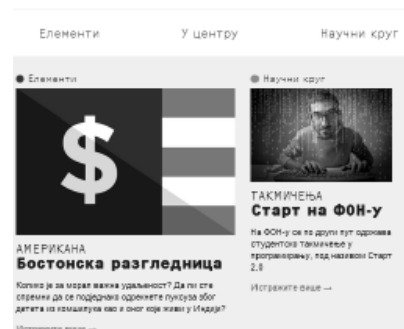 Елементи
У центру
Научни круг
Елементи
$
АМЕРИКАНА
Бостонска разгледница
Колико је за морал важна удаљеност? Да ли сте
спремни да се подједнако одрекнете луксуза због
детета из комшилука као и оног које живи у Индији?
Истражите више —
Научни круг
ТАКМИЧЕЊА
Старт на ФОН-у
На ФОН-у се по други пут одржава
студентско такмичење у
програмирању, под називом Старт
2.0
Истражите више —